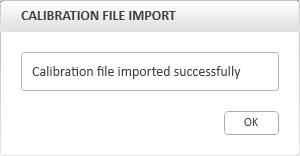 CALIBRATION FILE IMPORT
Calibration file imported successfully
OK